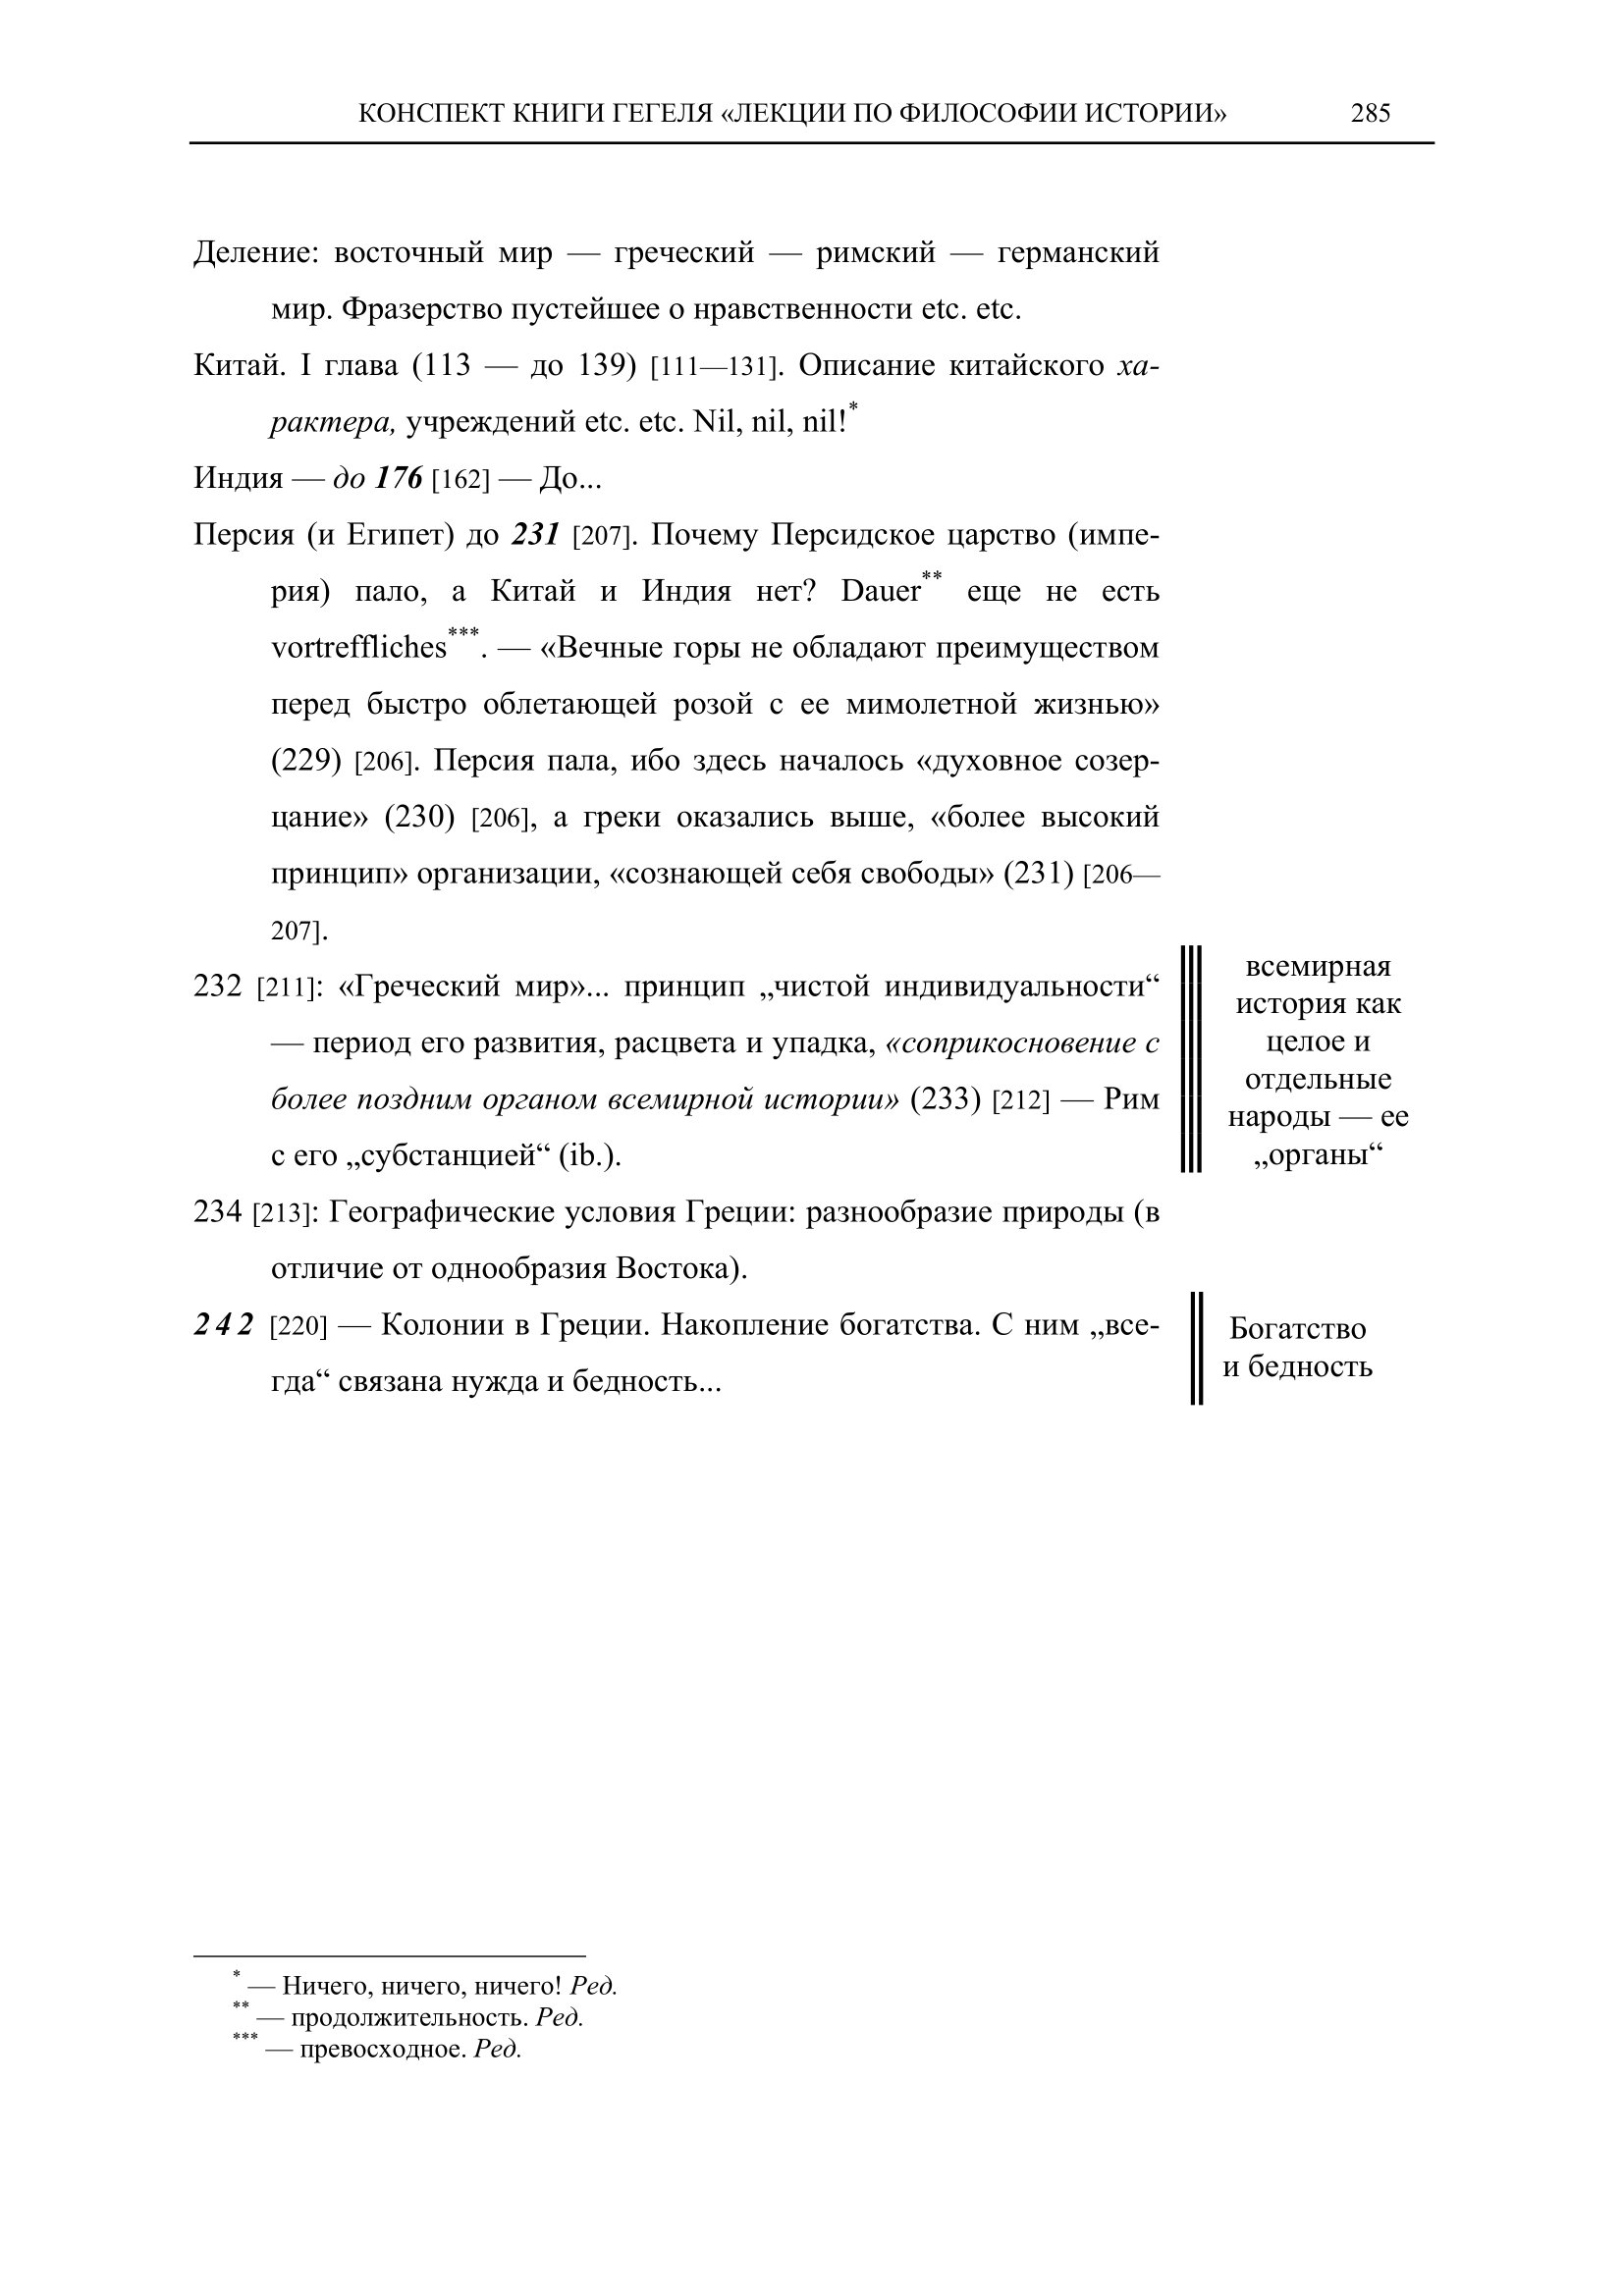 КОНСПЕКТ КНИГИ ГЕГЕЛЯ «ЛЕКЦИИ ПО ФИЛОСОФИИ ИСТОРИИ» 285
Деление: восточный мир — греческий — римский — германский
мир. Фразерство пустейшее о нравственности etc. etc.
Китай. I глава (113 — до 139) [111—131]. Описание китайского ха-
рактера, учреждений etc. etc. Nil, nil, nil!*
Индия — до 176 [162] — До...
Персия (и Египет) до 231 [207]. Почему Персидское царство (импе-
рия) пало, а Китай и Индия нет? Dauer** еще не есть
vortreffliches***. — «Вечные горы не обладают преимуществом
перед быстро облетающей розой с ее мимолетной жизнью»
(229) [206]. Персия пала, ибо здесь началось «духовное созер-
цание» (230) [206], а греки оказались выше, «более высокий
принцип» организации, «сознающей себя свободы» (231) [206—
207].
232 [211]: «Греческий мир»... принцип „чистой индивидуальности“
— период его развития, расцвета и упадка, «соприкосновение с
более поздним органом всемирной истории» (233) [212] — Рим
с его „субстанцией“ (ib.).
всемирная
история как
целое и
отдельные
народы — ее
„органы“
234 [213]: Географические условия Греции: разнообразие природы (в
отличие от однообразия Востока).
242 [220] — Колонии в Греции. Накопление богатства. С ним „все-
гда“ связана нужда и бедность...
Богатство
и бедность
* — Ничего, ничего, ничего! Ред.
** — продолжительность. Ред.
*** — превосходное. Ред.